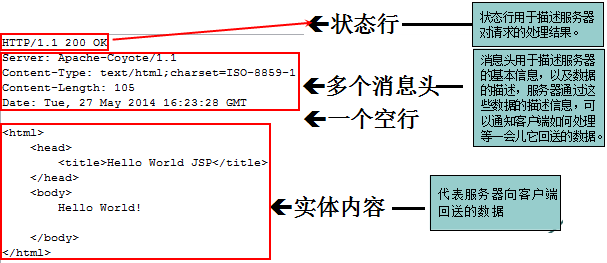 HTTP/1.1 200 OK
Server: Apache-Coyote/1.1
Content-Type: text/html;charset=ISO-8859-1
Content-Length: 105
Date: Tue, 27 May 2014 16:23:28 GMT
<html>
<head>
<title>Hello World JSP</title>
</head>
<body>
Hello World!
</body>
</html>
状态行
多个消息头
一个空行
实体内容
状态行用于描述服务器
对请求的处理结果。
消息头用于描述服务器
的基本信息，以及数据
的描述，服务器通过这
些数据的描述信息，可
以通知客户端如何处理
等一会儿它回送的数据。
代表服务器向客户端
回送的数据